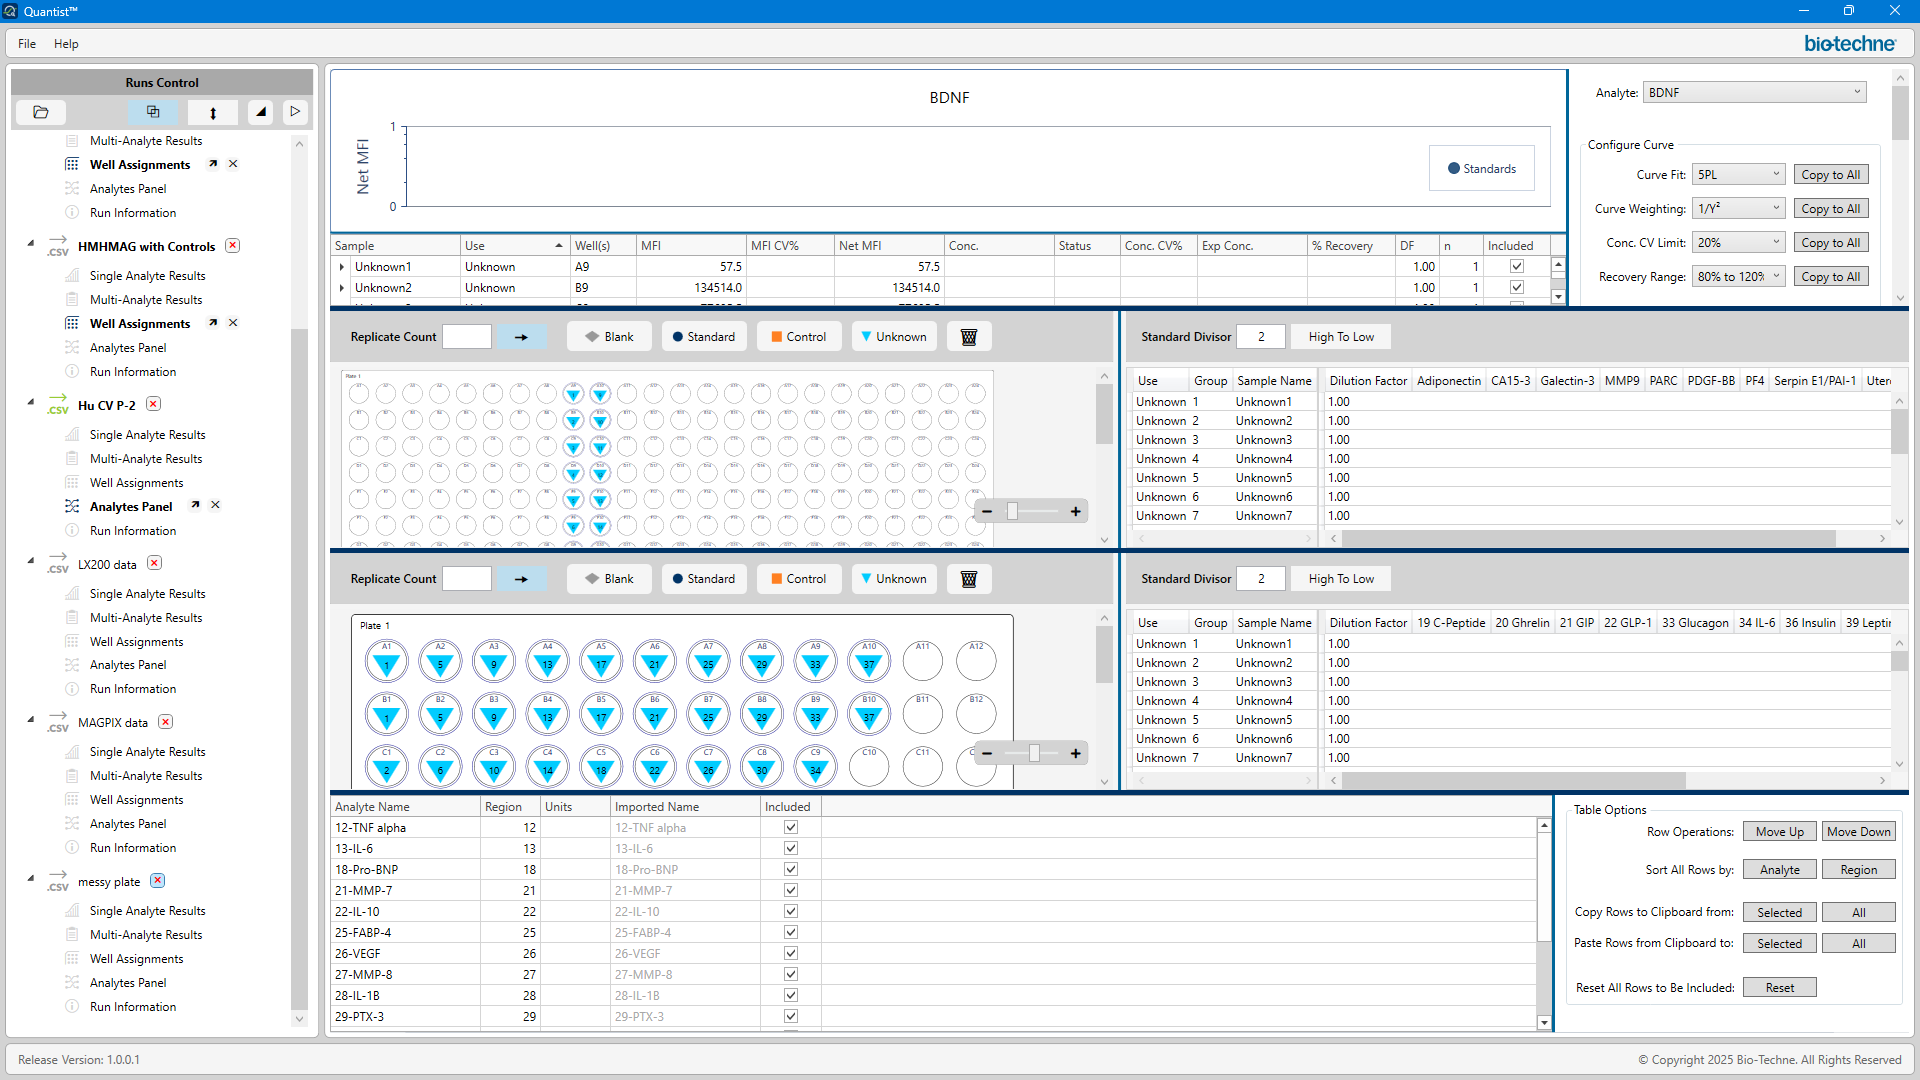 Quantist™
File Help
bio-techne
Runs Control
Multi-Analyte Results
Well Assignments
Analytes Panel
Run Information
.CSV HMHMAG with Controls
Single Analyte Results
Multi-Analyte Results
Well Assignments
Analytes Panel
Run Information
.CSV Hu CV P-2
Single Analyte Results
Multi-Analyte Results
Well Assignments
Analytes Panel
Run Information
.CSV LX200 data
Single Analyte Results
Multi-Analyte Results
Well Assignments
Analytes Panel
Run Information
.CSV MAGPIX data
Single Analyte Results
Multi-Analyte Results
Well Assignments
Analytes Panel
Run Information
.CSV messy plate
Single Analyte Results
Multi-Analyte Results
Well Assignments
Analytes Panel
Run Information
BDNF
Net MFI
1
0
Standards
Analyte: BDNF
Configure Curve
Curve Fit: 5PL Copy to All
Curve Weighting: 1/Y² Copy to All
Conc. CV Limit: 20% Copy to All
Recovery Range: 80% to 120% Copy to All
Sample Use Well(s) MFI MFI CV% Net MFI Conc. Status Conc. CV% Exp Conc. % Recovery DF n Included
Unknown1 Unknown A9 57.5 57.5 1.00 1
Unknown2 Unknown B9 134514.0 134514.0 1.00 1
Replicate Count Blank Standard Control Unknown
Plate 1
Standard Divisor 2 High To Low
Use Group Sample Name Dilution Factor Adiponectin CA15-3 Galectin-3 MMP9 PARC PDGF-BB PF4 Serpin E1/PAI-1 Uter
Unknown 1 Unknown1 1.00
Unknown 2 Unknown2 1.00
Unknown 3 Unknown3 1.00
Unknown 4 Unknown4 1.00
Unknown 5 Unknown5 1.00
Unknown 6 Unknown6 1.00
Unknown 7 Unknown7 1.00
Replicate Count Blank Standard Control Unknown
Plate 1
A1 A2 A3 A4 A5 A6 A7 A8 A9 A10 A11 A12
1 5 9 13 17 21 25 29 33 37
B1 B2 B3 B4 B5 B6 B7 B8 B9 B10 B11 B12
1 5 9 13 17 21 25 29 33 37
C1 C2 C3 C4 C5 C6 C7 C8 C9 C10 C11
2 6 10 14 18 22 26 30 34
Standard Divisor 2 High To Low
Use Group Sample Name Dilution Factor 19 C-Peptide 20 Ghrelin 21 GIP 22 GLP-1 33 Glucagon 34 IL-6 36 Insulin 39 Leptin
Unknown 1 Unknown1 1.00
Unknown 2 Unknown2 1.00
Unknown 3 Unknown3 1.00
Unknown 4 Unknown4 1.00
Unknown 5 Unknown5 1.00
Unknown 6 Unknown6 1.00
Unknown 7 Unknown7 1.00
Analyte Name Region Units Imported Name Included
12-TNF alpha 12 12-TNF alpha
13-IL-6 13 13-IL-6
18-Pro-BNP 18 18-Pro-BNP
21-MMP-7 21 21-MMP-7
22-IL-10 22 22-IL-10
25-FABP-4 25 25-FABP-4
26-VEGF 26 26-VEGF
27-MMP-8 27 27-MMP-8
28-IL-1B 28 28-IL-1B
29-PTX-3 29 29-PTX-3
Table Options
Row Operations: Move Up Move Down
Sort All Rows by: Analyte Region
Copy Rows to Clipboard from: Selected All
Paste Rows from Clipboard to: Selected All
Reset All Rows to Be Included: Reset
Release Version: 1.0.0.1
© Copyright 2025 Bio-Techne. All Rights Reserved